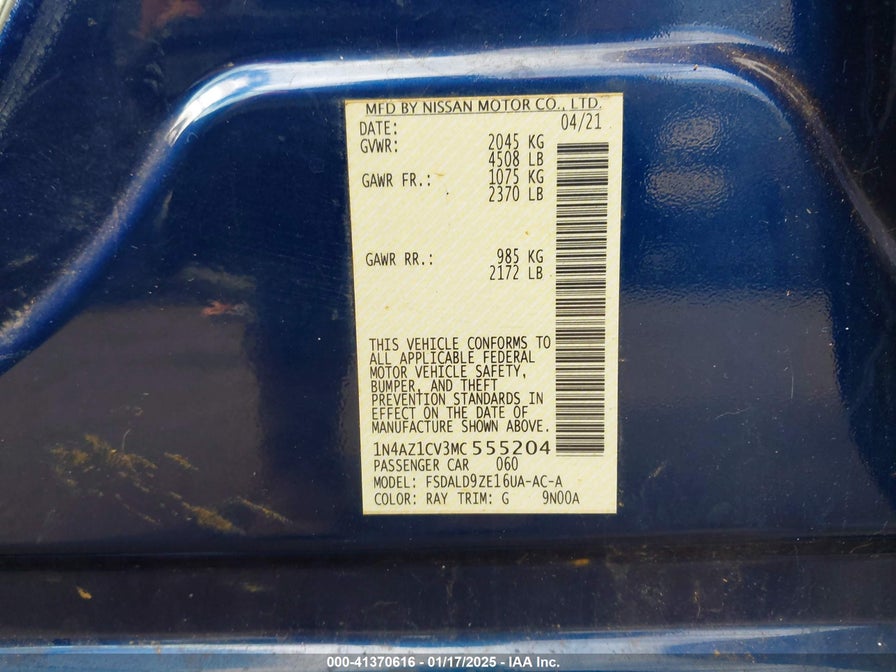 MFD BY NISSAN MOTOR CO., LTD.
DATE: 04/21
GVWR: 2045 KG
4508 LB
GAWR FR.: 1075 KG
2370 LB
GAWR RR.: 985 KG
2172 LB
THIS VEHICLE CONFORMS TO
ALL APPLICABLE FEDERAL
MOTOR VEHICLE SAFETY,
BUMPER, AND THEFT
PREVENTION STANDARDS IN
EFFECT ON THE DATE OF
MANUFACTURE SHOWN ABOVE.
1N4AZ1CV3MC555204
PASSENGER CAR 060
MODEL: FSDALD9ZE16UA-AC-A
COLOR: RAY TRIM: G 9N00A
000-41370616 - 01/17/2025 - IAA Inc.